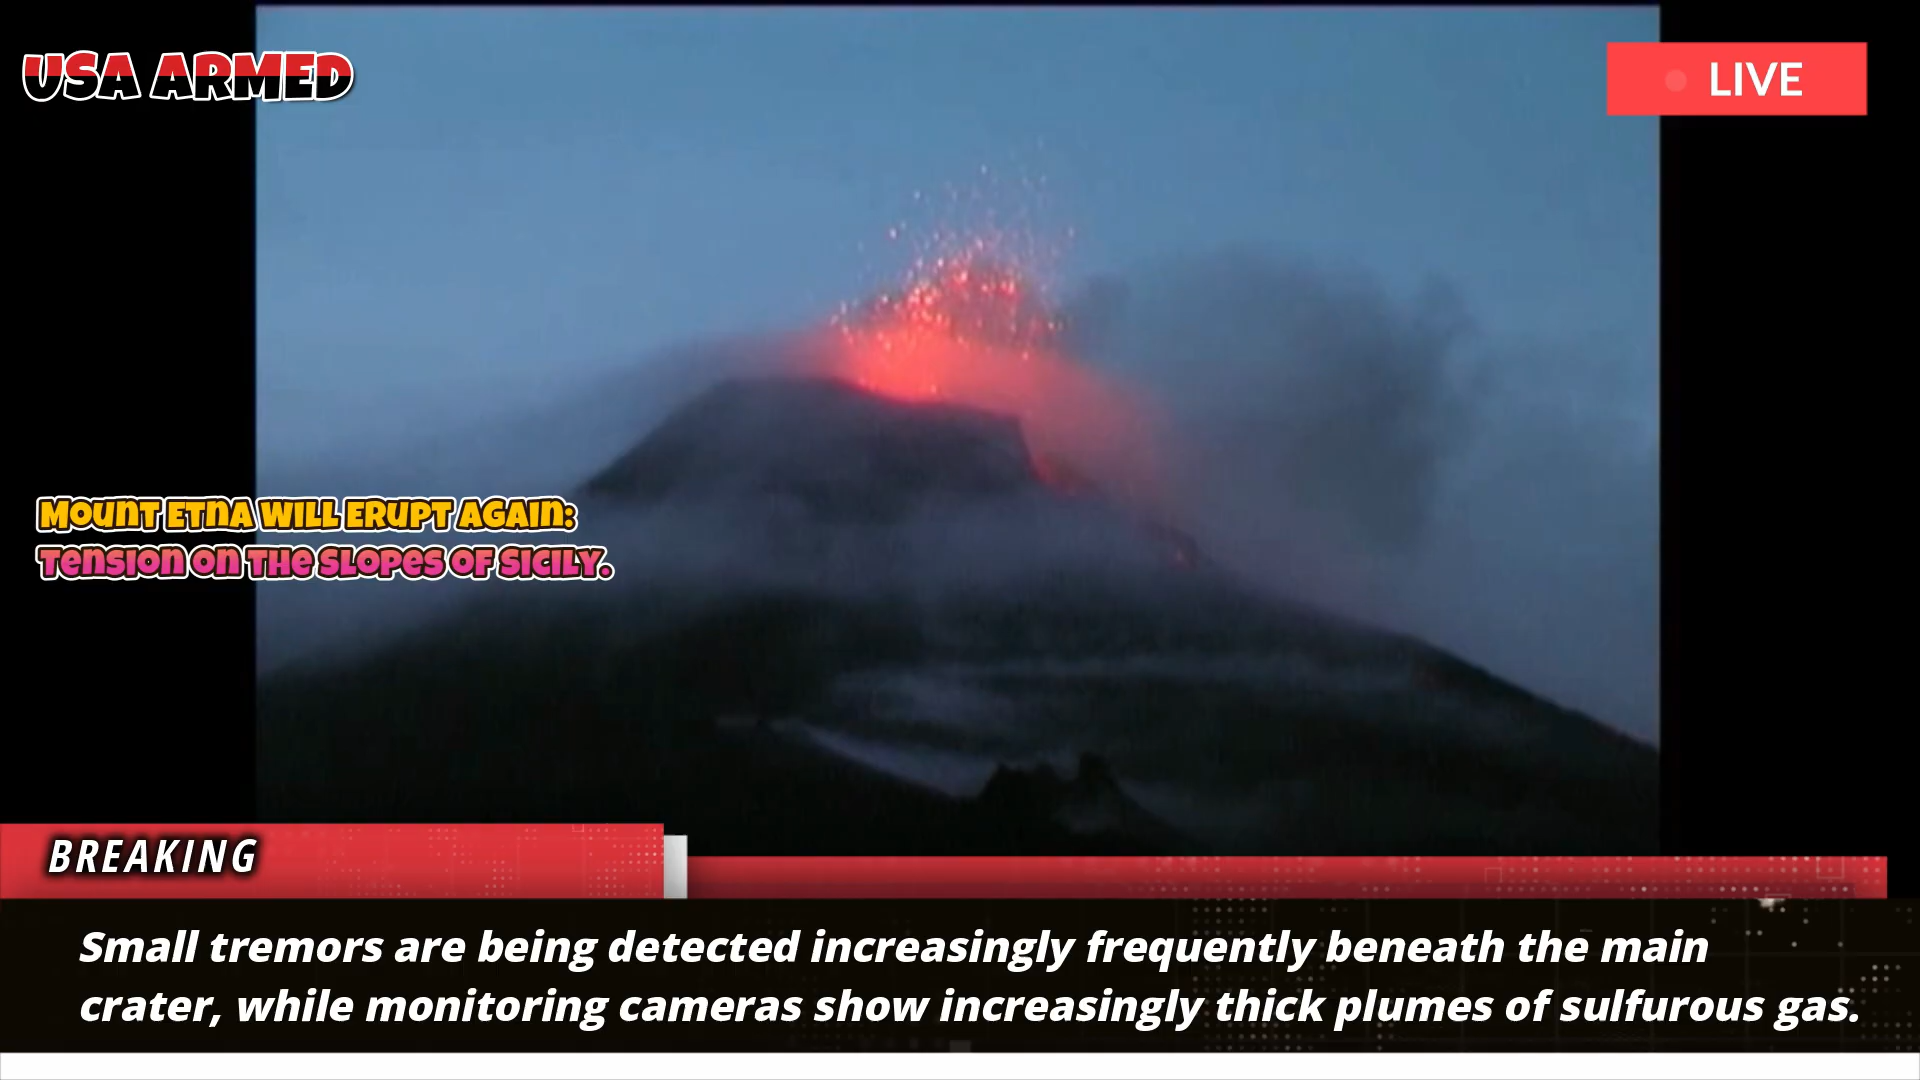 USA ARMED
LIVE
MOUNT ETNA WILL ERUPT AGAIN:
TENSION ON THE SLOPES OF SICILY.
BREAKING
Small tremors are being detected increasingly frequently beneath the main
crater, while monitoring cameras show increasingly thick plumes of sulfurous gas.